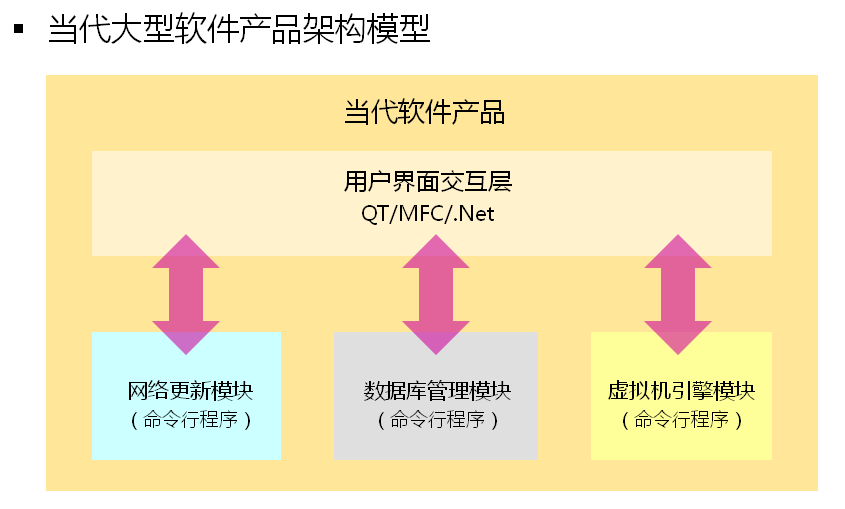 ▪ 当代大型软件产品架构模型
当代软件产品
用户界面交互层
QT/MFC/.Net
网络更新模块
（命令行程序）
数据库管理模块
（命令行程序）
虚拟机引擎模块
（命令行程序）